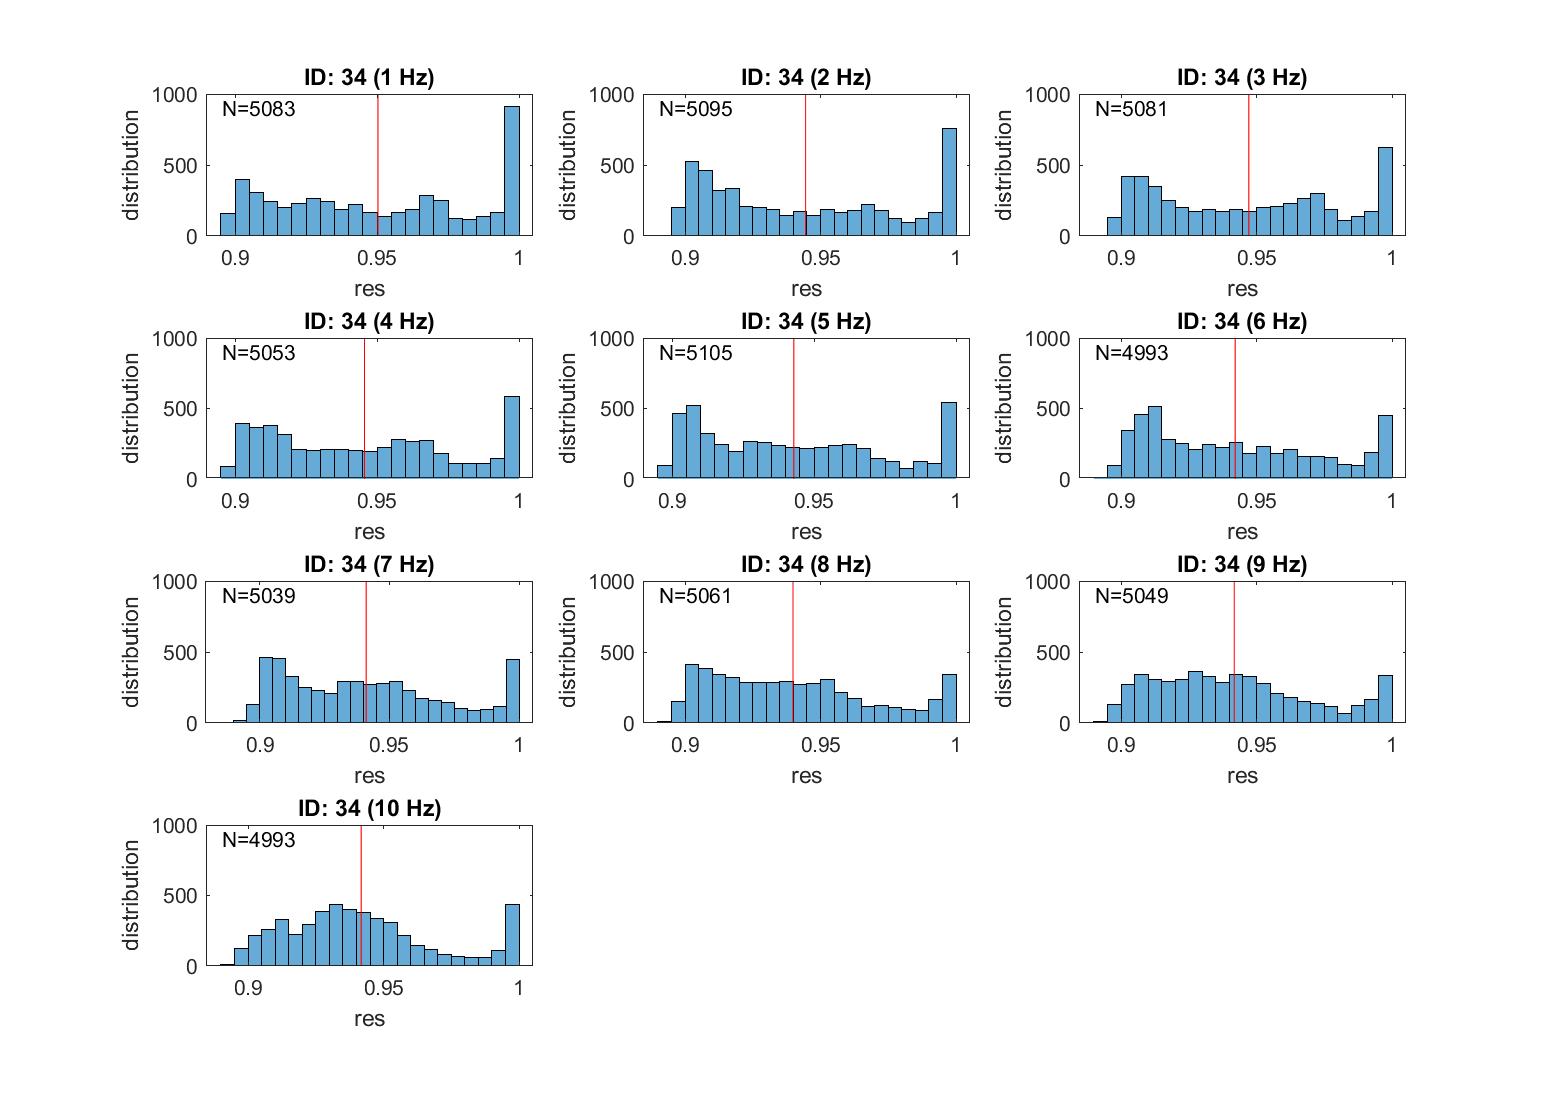 ID: 34 (1 Hz)
N=5083
distribution
1000
500
0
0.9 0.95 1
res
ID: 34 (2 Hz)
N=5095
distribution
1000
500
0
0.9 0.95 1
res
ID: 34 (3 Hz)
N=5081
distribution
1000
500
0
0.9 0.95 1
res
ID: 34 (4 Hz)
N=5053
distribution
1000
500
0
0.9 0.95 1
res
ID: 34 (5 Hz)
N=5105
distribution
1000
500
0
0.9 0.95 1
res
ID: 34 (6 Hz)
N=4993
distribution
1000
500
0
0.9 0.95 1
res
ID: 34 (7 Hz)
N=5039
distribution
1000
500
0
0.9 0.95 1
res
ID: 34 (8 Hz)
N=5061
distribution
1000
500
0
0.9 0.95 1
res
ID: 34 (9 Hz)
N=5049
distribution
1000
500
0
0.9 0.95 1
res
ID: 34 (10 Hz)
N=4993
distribution
1000
500
0
0.9 0.95 1
res